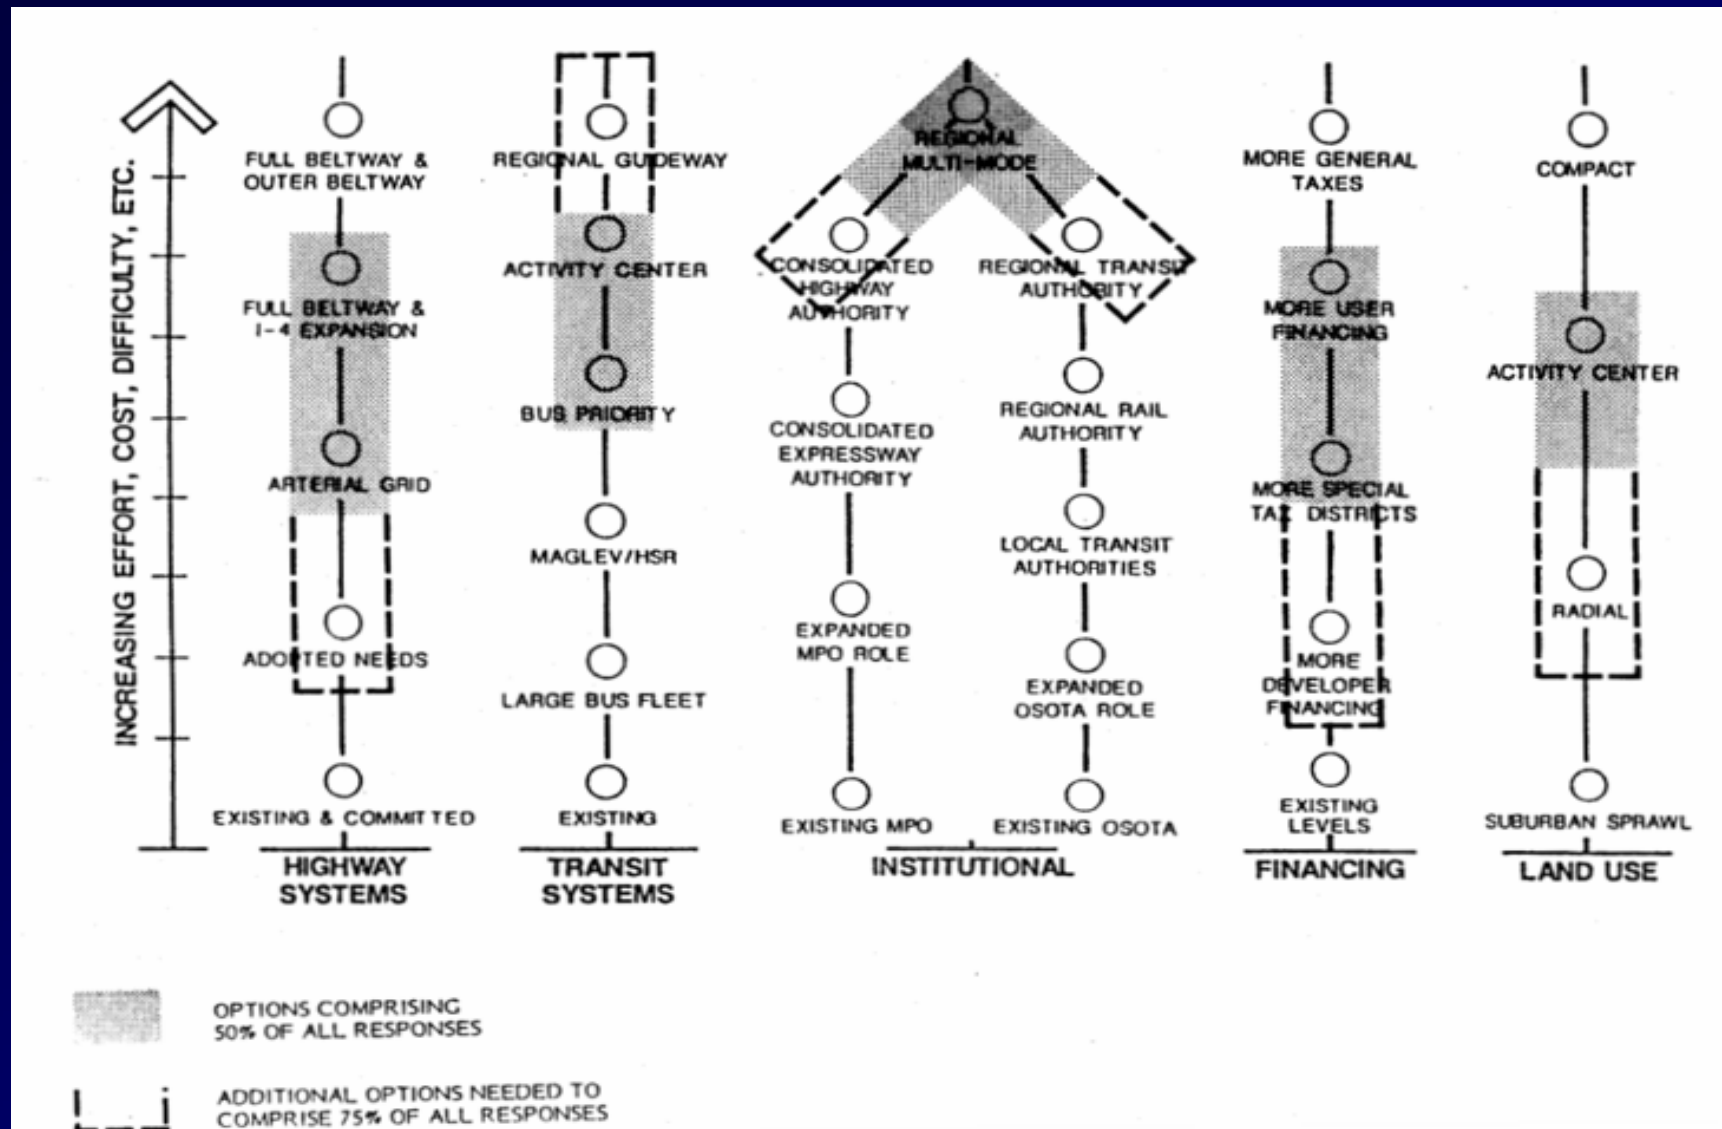 INCREASING EFFORT, COST, DIFFICULTY, ETC.
FULL BELTWAY &
OUTER BELTWAY
FULL BELTWAY &
I-4 EXPANSION
ARTERIAL GRID
ADOPTED NEEDS
EXISTING & COMMITTED
HIGHWAY
SYSTEMS
REGIONAL GUIDEWAY
ACTIVITY CENTER
BUS PRIORITY
MAGLEV/HSR
LARGE BUS FLEET
EXISTING
TRANSIT
SYSTEMS
REGIONAL
MULTI-MODE
CONSOLIDATED
HIGHWAY
AUTHORITY
CONSOLIDATED
EXPRESSWAY
AUTHORITY
EXPANDED
MPO ROLE
EXISTING MPO
REGIONAL TRANSIT
AUTHORITY
REGIONAL RAIL
AUTHORITY
LOCAL TRANSIT
AUTHORITIES
EXPANDED
OSOTA ROLE
EXISTING OSOTA
INSTITUTIONAL
MORE GENERAL
TAXES
MORE USER
FINANCING
MORE SPECIAL
TAX DISTRICTS
MORE
DEVELOPER
FINANCING
EXISTING
LEVELS
FINANCING
COMPACT
ACTIVITY CENTER
RADIAL
SUBURBAN SPRAWL
LAND USE
OPTIONS COMPRISING
50% OF ALL RESPONSES
ADDITIONAL OPTIONS NEEDED TO
COMPRISE 75% OF ALL RESPONSES